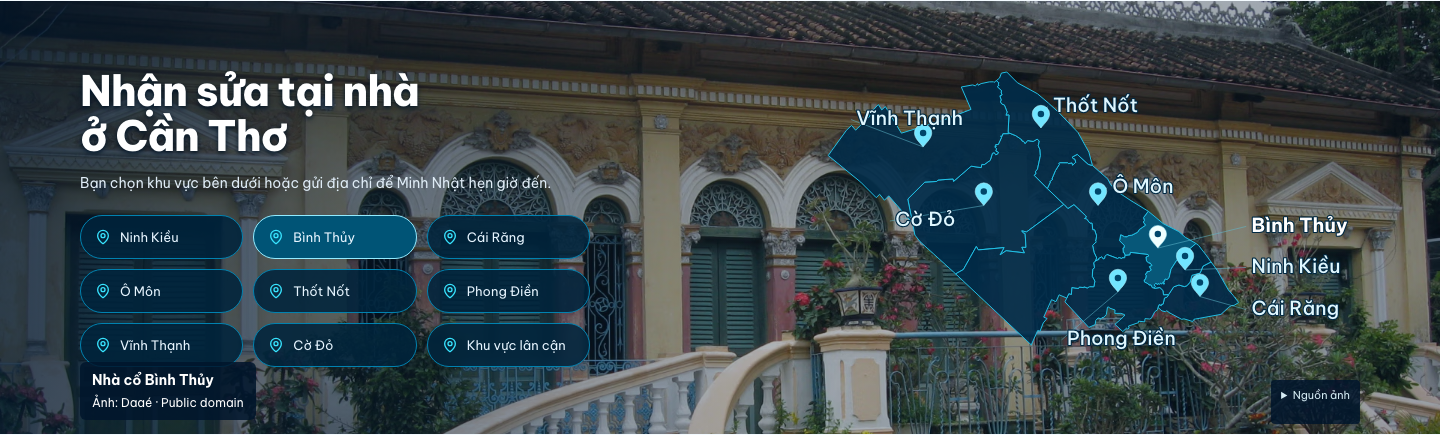 Nhận sửa tại nhà
ở Cần Thơ
Bạn chọn khu vực bên dưới hoặc gửi địa chỉ để Minh Nhật hẹn giờ đến.
Ninh Kiều
Bình Thủy
Cái Răng
Ô Môn
Thốt Nốt
Phong Điền
Vĩnh Thạnh
Cờ Đỏ
Khu vực lân cận
Nhà cổ Bình Thủy
Ảnh: Daaé · Public domain
Vĩnh Thạnh
Thốt Nốt
Ô Môn
Cờ Đỏ
Bình Thủy
Ninh Kiều
Cái Răng
Phong Điền
Nguồn ảnh